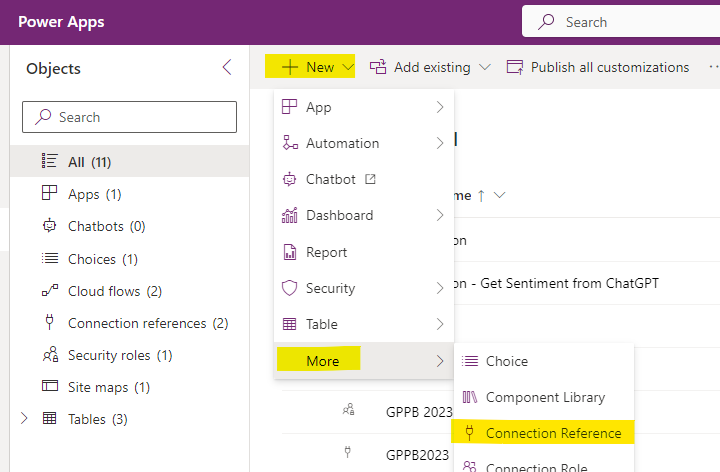 Power Apps
Search
Objects
New
Add existing
Publish all customizations
Search
App
Automation
All (11)
Chatbot
Apps (1)
Dashboard
Chatbots (0)
Report
on
Choices (1)
Security
on - Get Sentiment from ChatGPT
Cloud flows (2)
Table
Connection references (2)
More
Security roles (1)
Choice
Site maps (1)
Component Library
Tables (3)
GPPB 2023
Connection Reference
GPPB2023
Connection Role